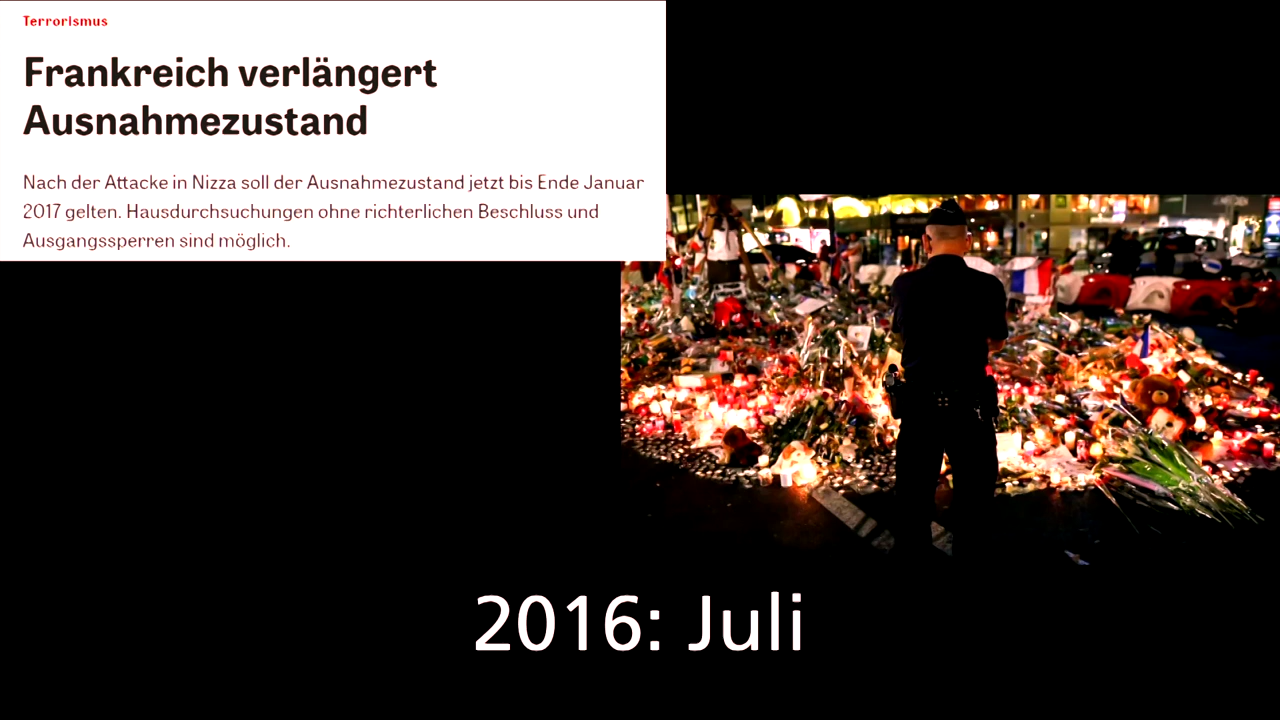 Terrorismus
Frankreich verlängert
Ausnahmezustand
Nach der Attacke in Nizza soll der Ausnahmezustand jetzt bis Ende Januar
2017 gelten. Hausdurchsuchungen ohne richterlichen Beschluss und
Ausgangssperren sind möglich.
2016: Juli